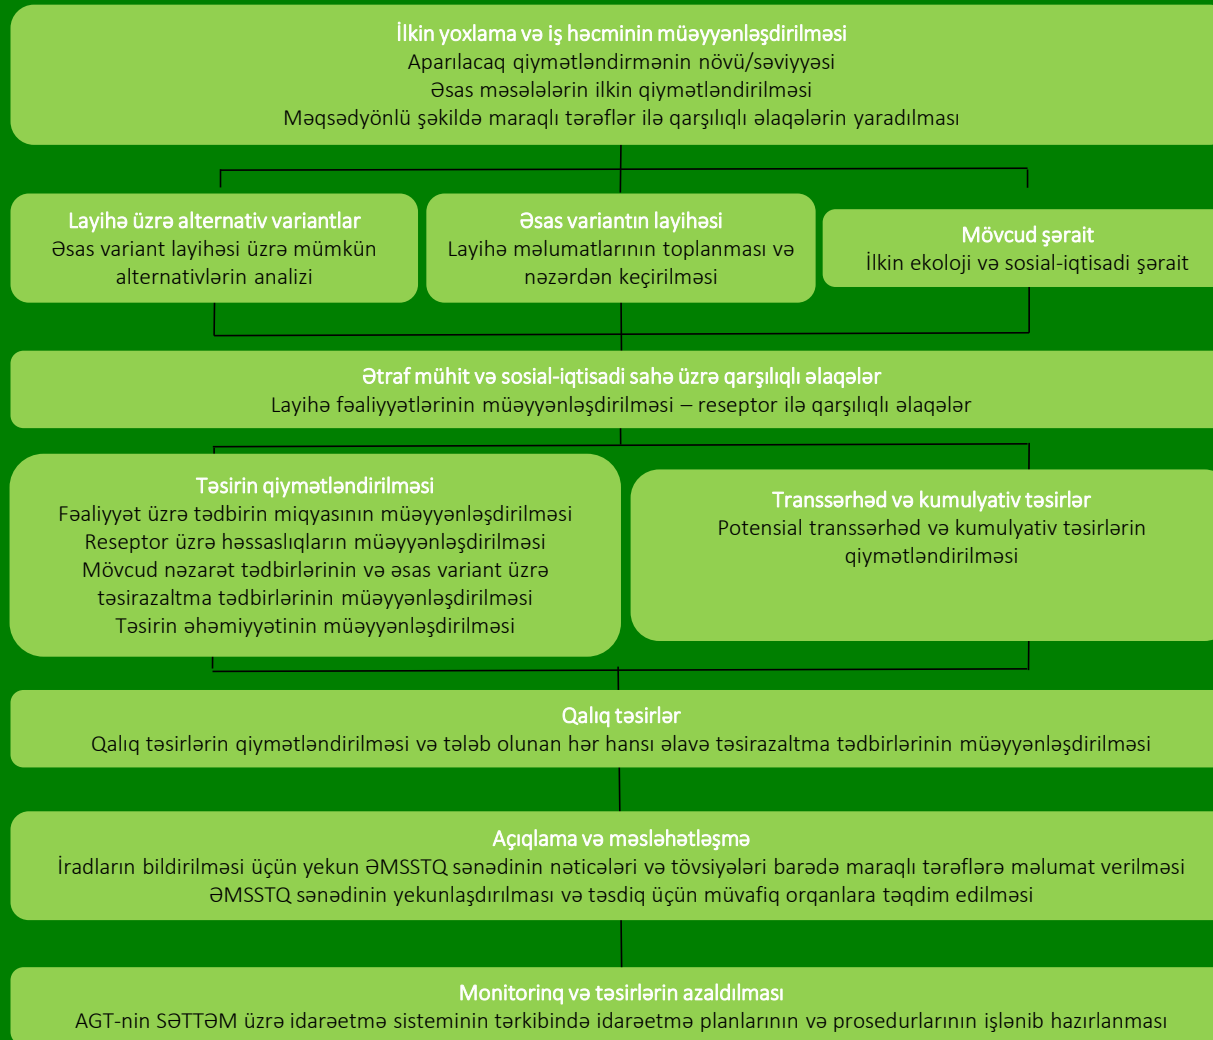 İlkin yoxlama və iş həcminin müəyyənləşdirilməsi
Aparılacaq qiymətləndirmənin növü/səviyyəsi
Əsas məsələlərin ilkin qiymətləndirilməsi
Məqsədyönlü şəkildə maraqlı tərəflər ilə qarşılıqlı əlaqələrin yaradılması
Layihə üzrə alternativ variantlar
Əsas variant layihəsi üzrə mümkün
alternativlərin analizi
Əsas variantın layihəsi
Layihə məlumatlarının toplanması və
nəzərdən keçirilməsi
Mövcud şərait
İlkin ekoloji və sosial-iqtisadi şərait
Ətraf mühit və sosial-iqtisadi sahə üzrə qarşılıqlı əlaqələr
Layihə fəaliyyətlərinin müəyyənləşdirilməsi – reseptor ilə qarşılıqlı əlaqələr
Təsirin qiymətləndirilməsi
Fəaliyyət üzrə tədbirin miqyasının müəyyənləşdirilməsi
Reseptor üzrə həssaslıqların müəyyənləşdirilməsi
Mövcud nəzarət tədbirlərinin və əsas variant üzrə
təsirazaltma tədbirlərinin müəyyənləşdirilməsi
Təsirin əhəmiyyətinin müəyyənləşdirilməsi
Transsərhəd və kumulyativ təsirlər
Potensial transsərhəd və kumulyativ təsirlərin
qiymətləndirilməsi
Qalıq təsirlər
Qalıq təsirlərin qiymətləndirilməsi və tələb olunan hər hansı əlavə təsirazaltma tədbirlərinin müəyyənləşdirilməsi
Açıqlama və məsləhətləşmə
İradların bildirilməsi üçün yekun ƏMSSTQ sənədinin nəticələri və tövsiyələri barədə maraqlı tərəflərə məlumat verilməsi
ƏMSSTQ sənədinin yekunlaşdırılması və təsdiq üçün müvafiq orqanlara təqdim edilməsi
Monitorinq və təsirlərin azaldılması
AGT-nin SƏTTƏM üzrə idarəetmə sisteminin tərkibində idarəetmə planlarının və prosedurlarının işlənib hazırlanması